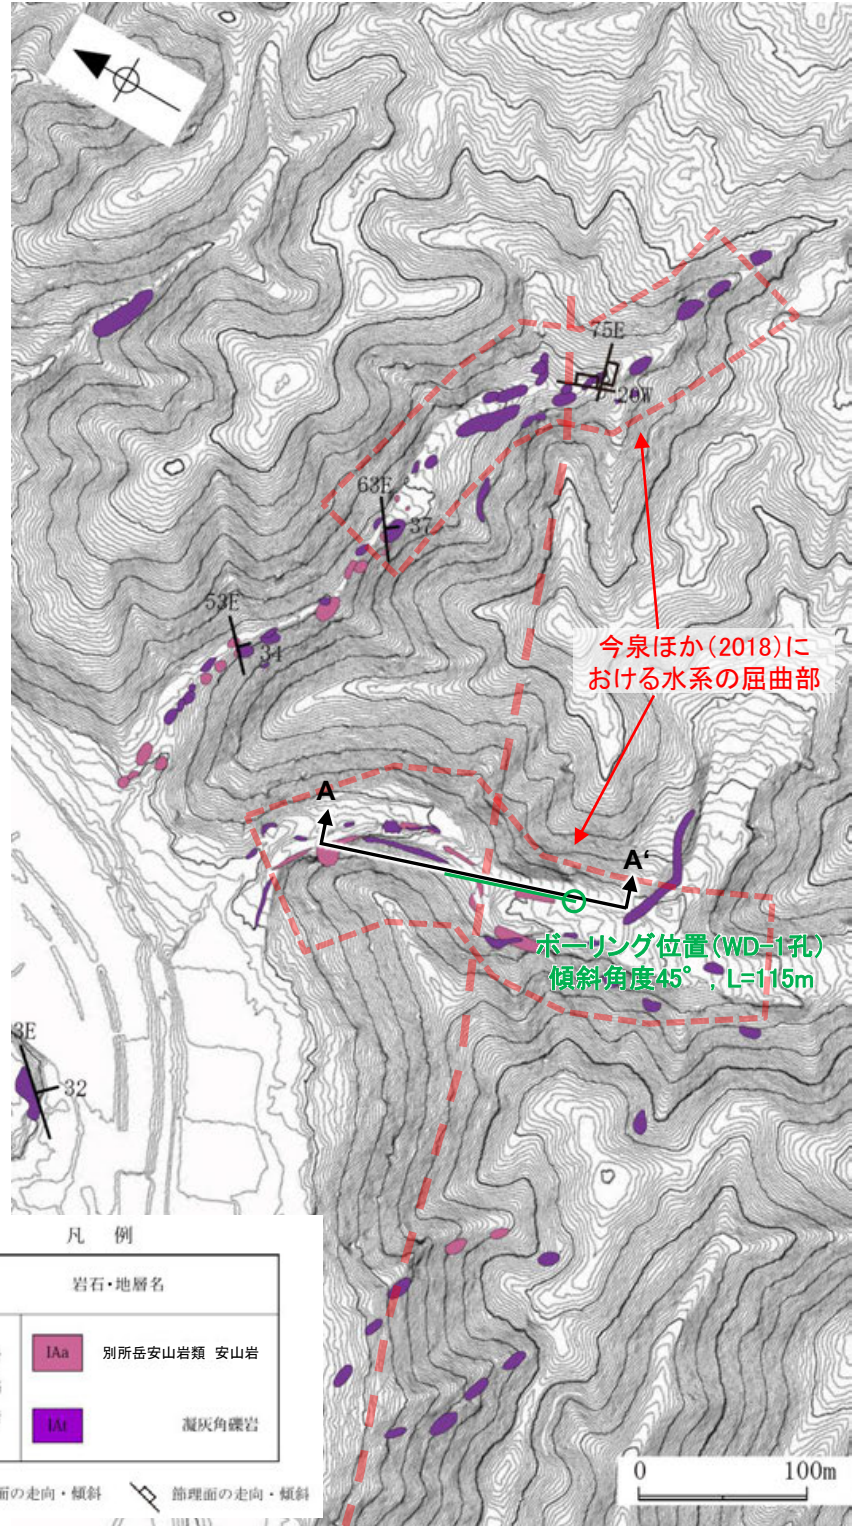 75E
20W
63E
37
53E
34
今泉ほか(2018)に
おける水系の屈曲部
A
A‘
ボーリング位置(WD-1孔)
傾斜角度45°, L=115m
3E
32
凡 例
岩石・地層名
IAa 別所岳安山岩類 安山岩
IAt 凝灰角礫岩
面の走向・傾斜 節理面の走向・傾斜
0 100m